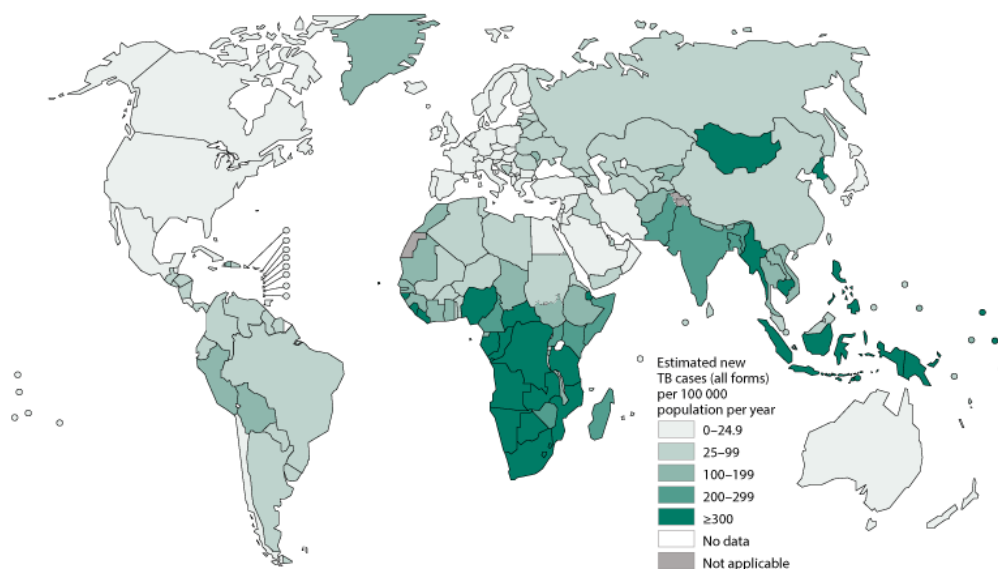 Estimated new
TB cases (all forms)
per 100 000
population per year
0–24.9
25–99
100–199
200–299
≥300
No data
Not applicable